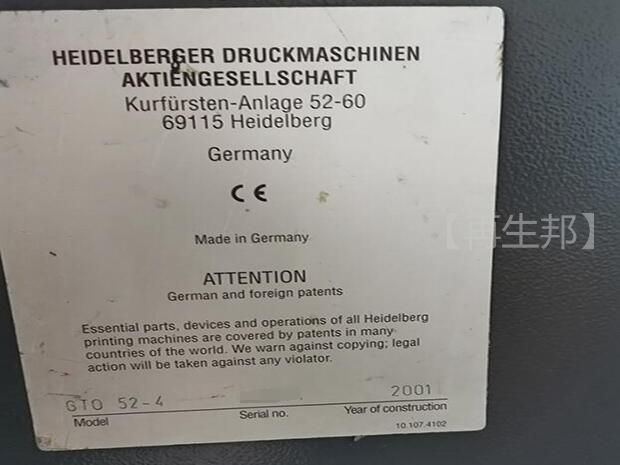 HEIDELBERGER DRUCKMASCHINEN
AKTIENGESELLSCHAFT
Kurfürsten-Anlage 52-60
69115 Heidelberg
Germany
CE
Made in Germany
【再生邦】
ATTENTION
German and foreign patents
Essential parts, devices and operations of all Heidelberg
printing machines are covered by patents in many
countries of the world. We warn against copying; legal
action will be taken against any violator.
GTO 52-4 2001
Model Serial no. Year of construction
10.107.4102